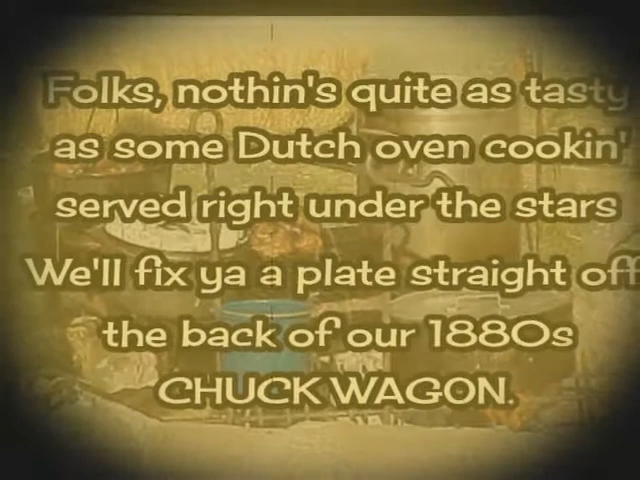 Folks, nothin's quite as tasty
as some Dutch oven cookin'
served right under the stars
We'll fix ya a plate straight off
the back of our 1880s
CHUCK WAGON.